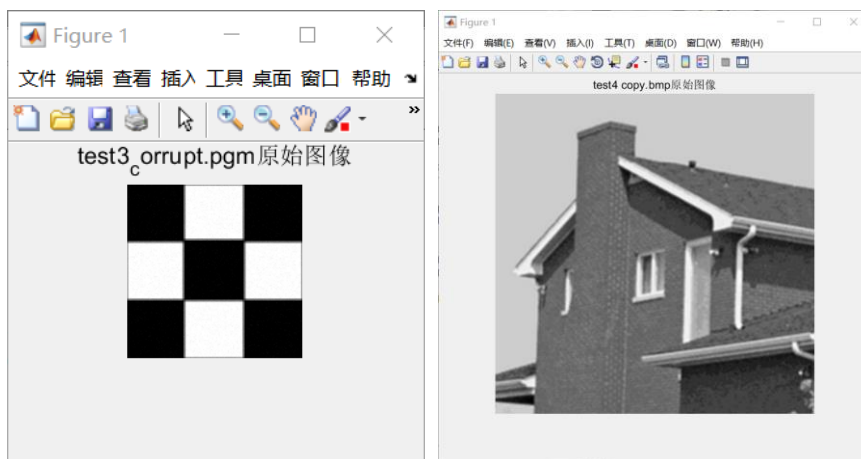 Figure 1
文件 编辑 查看 插入 工具 桌面 窗口 帮助
test3_corrupt.pgm原始图像
Figure 1
文件(F) 编辑(E) 查看(V) 插入(I) 工具(T) 桌面(D) 窗口(W) 帮助(H)
test4 copy.bmp原始图像